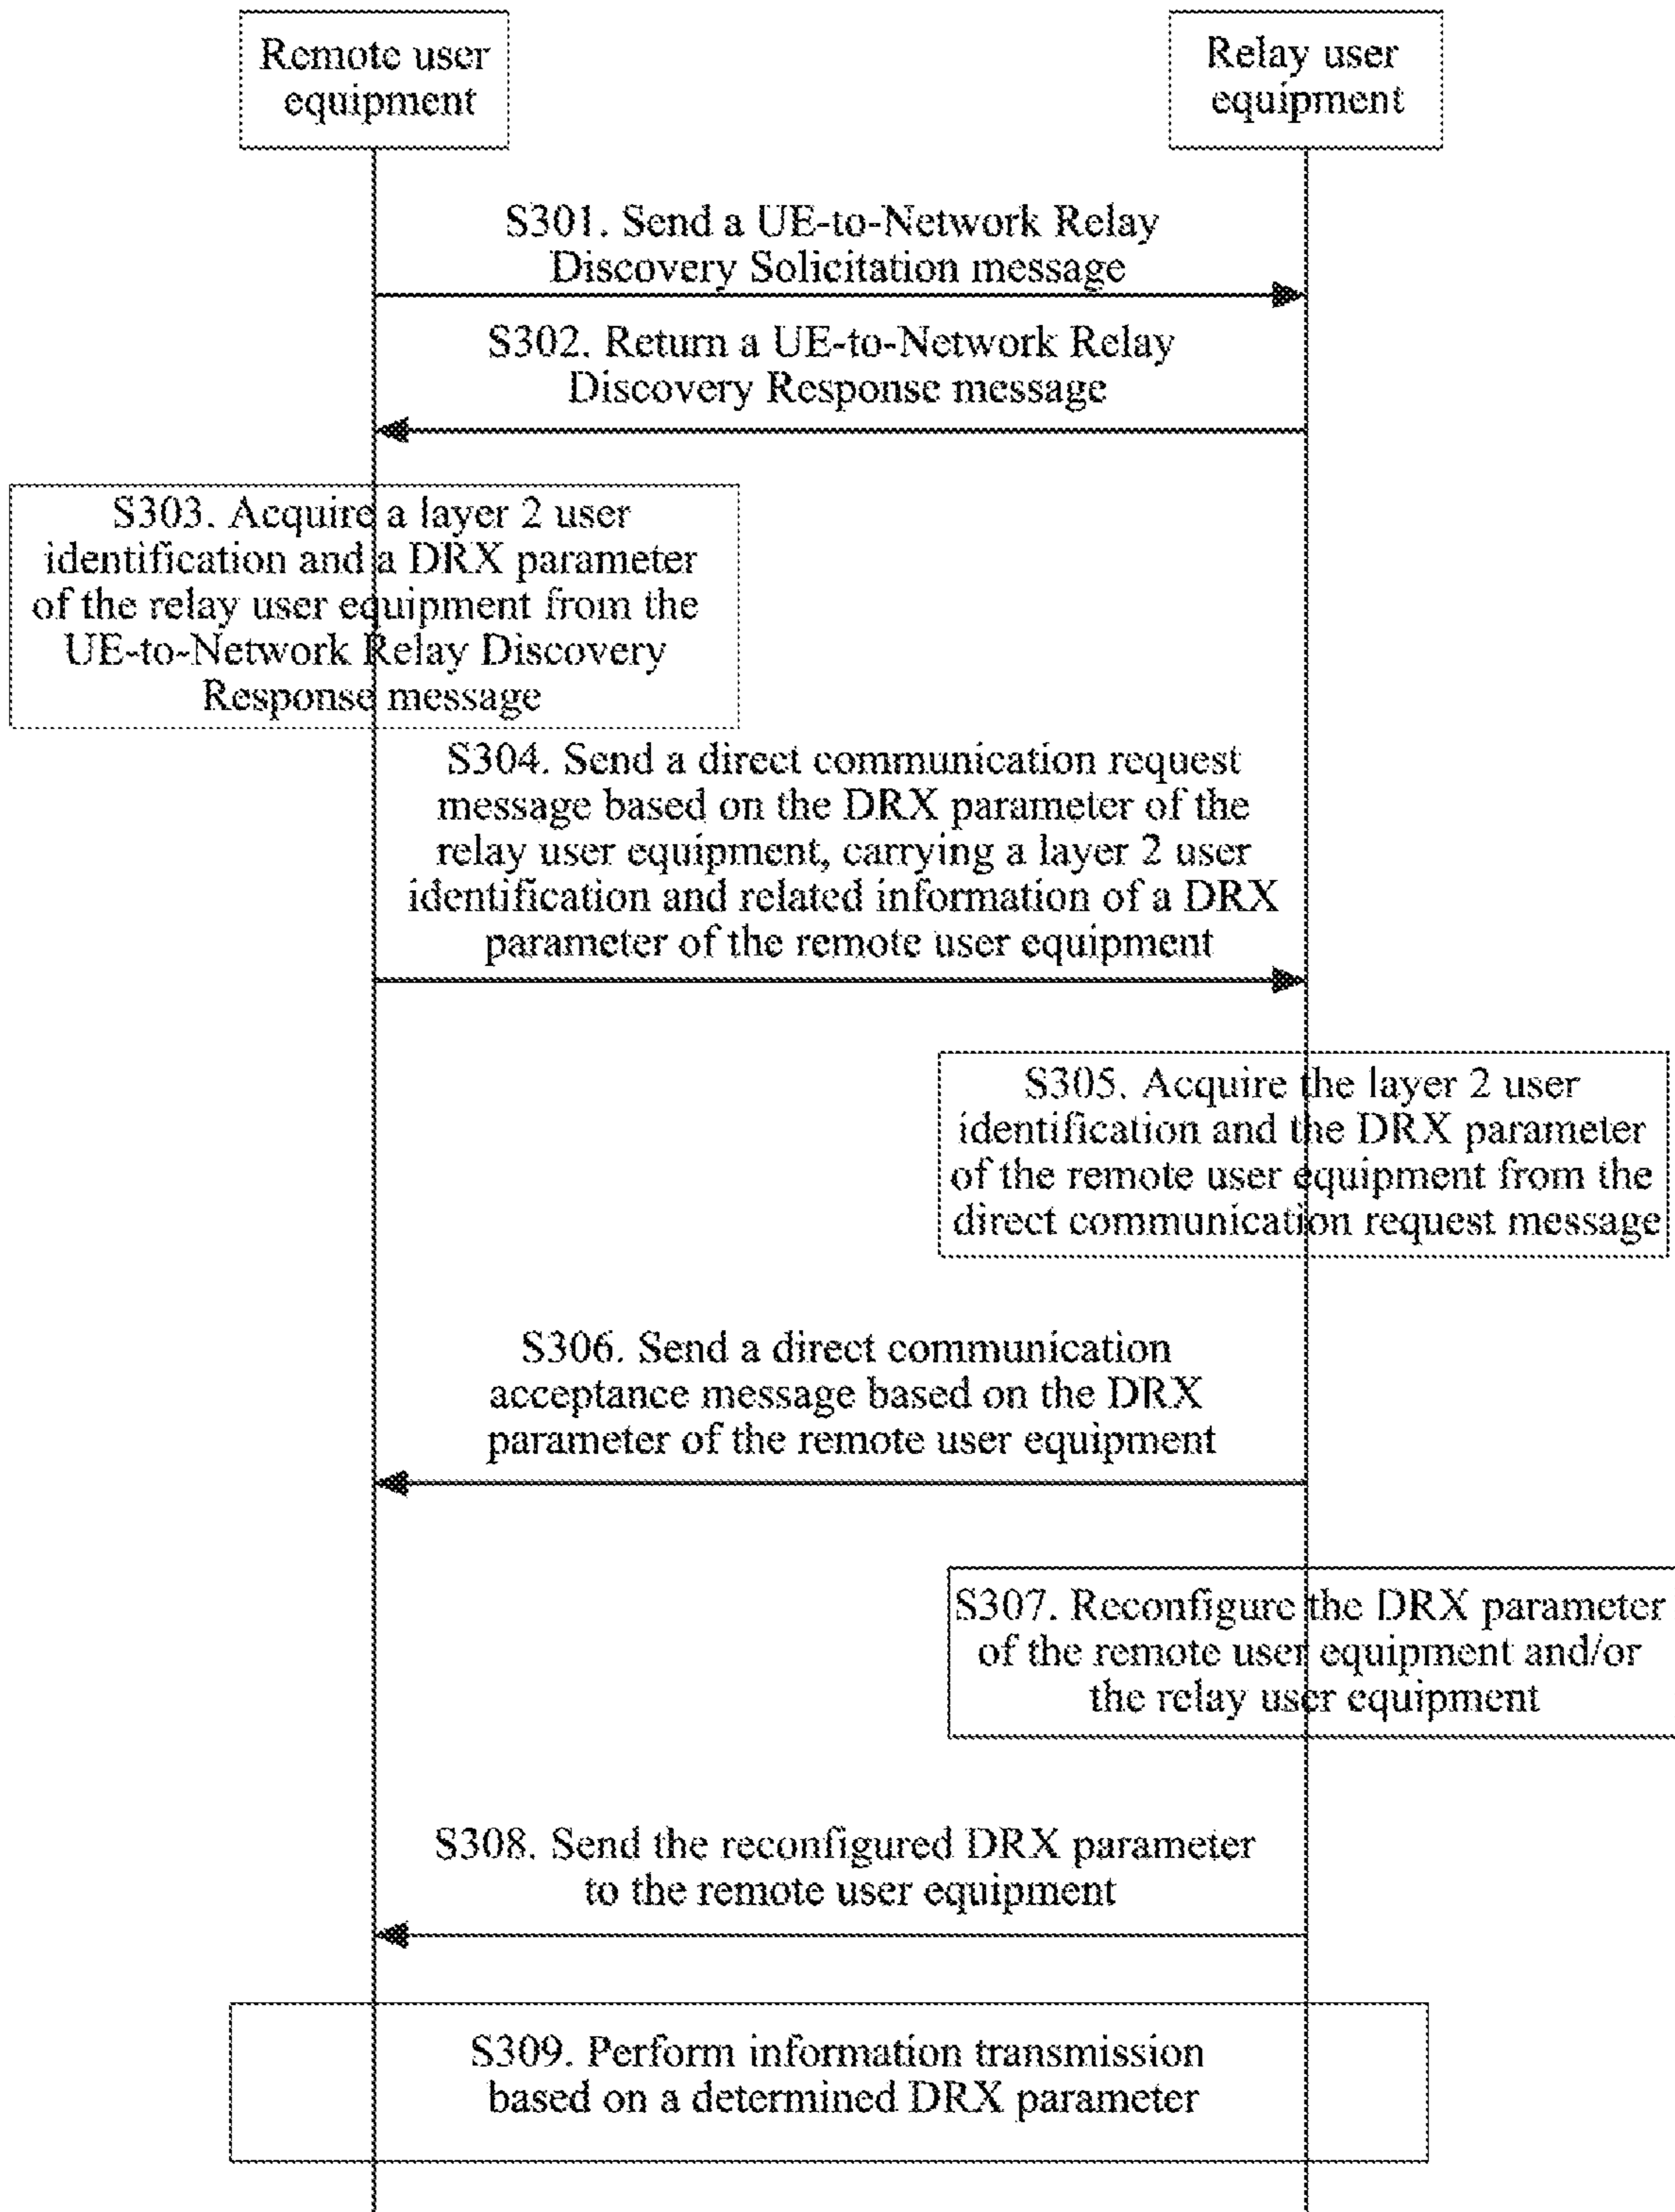 Remote user
equipment
Relay user
equipment
S301. Send a UE-to-Network Relay
Discovery Solicitation message
S302. Return a UE-to-Network Relay
Discovery Response message
S303. Acquire a layer 2 user
identification and a DRX parameter
of the relay user equipment from the
UE-to-Network Relay Discovery
Response message
S304. Send a direct communication request
message based on the DRX parameter of the
relay user equipment, carrying a layer 2 user
identification and related information of a DRX
parameter of the remote user equipment
S305. Acquire the layer 2 user
identification and the DRX parameter
of the remote user equipment from the
direct communication request message
S306. Send a direct communication
acceptance message based on the DRX
parameter of the remote user equipment
S307. Reconfigure the DRX parameter
of the remote user equipment and/or
the relay user equipment
S308. Send the reconfigured DRX parameter
to the remote user equipment
S309. Perform information transmission
based on a determined DRX parameter